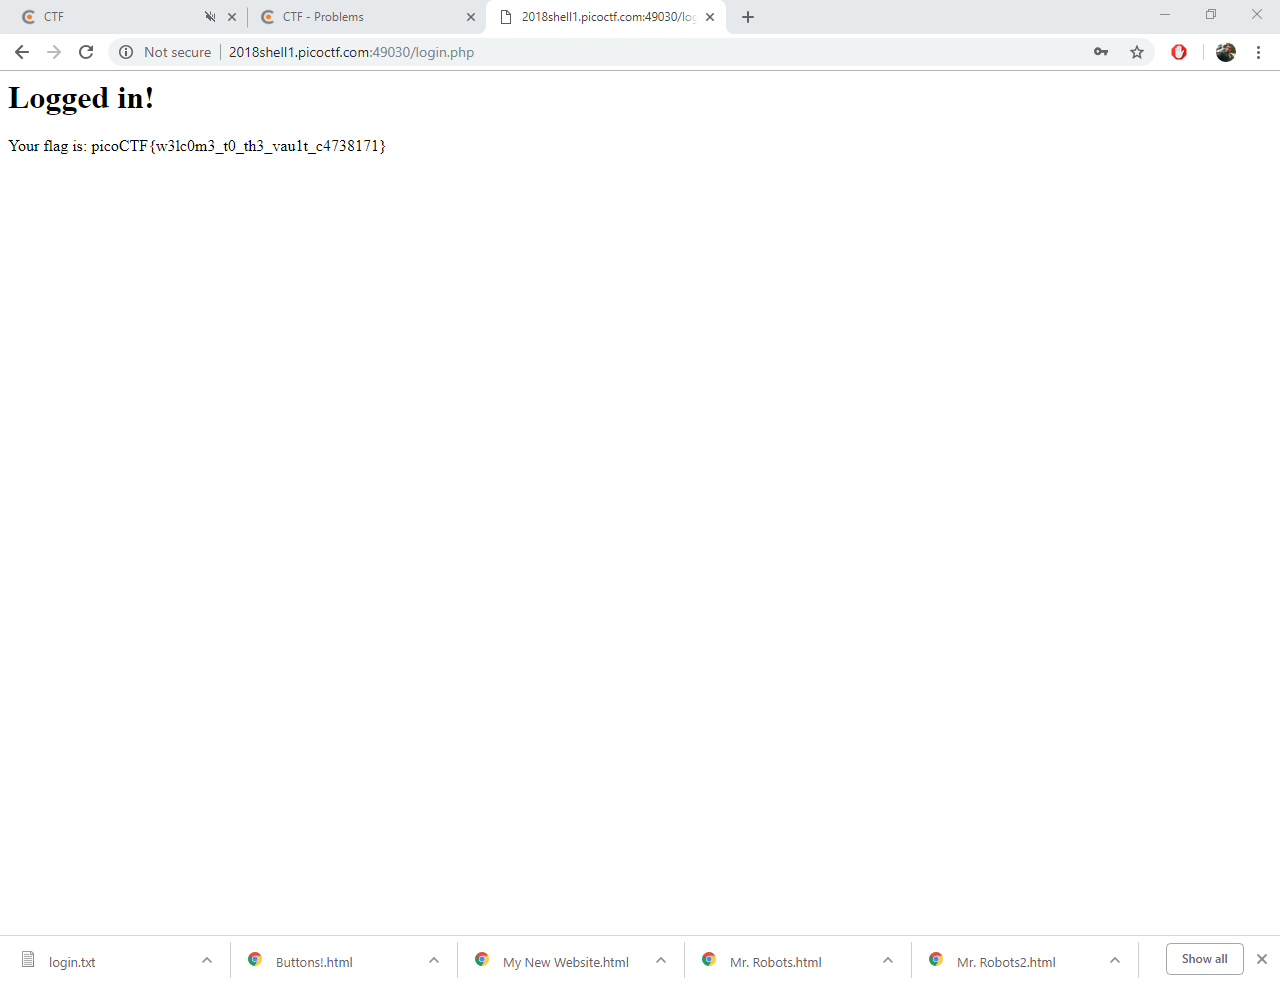 CTF
CTF - Problems
2018shell1.picoctf.com:49030/log
Not secure
2018shell1.picoctf.com:49030/login.php
Logged in!
Your flag is: picoCTF{w3lc0m3_t0_th3_vau1t_c4738171}
login.txt
Buttons!.html
My New Website.html
Mr. Robots.html
Mr. Robots2.html
Show all